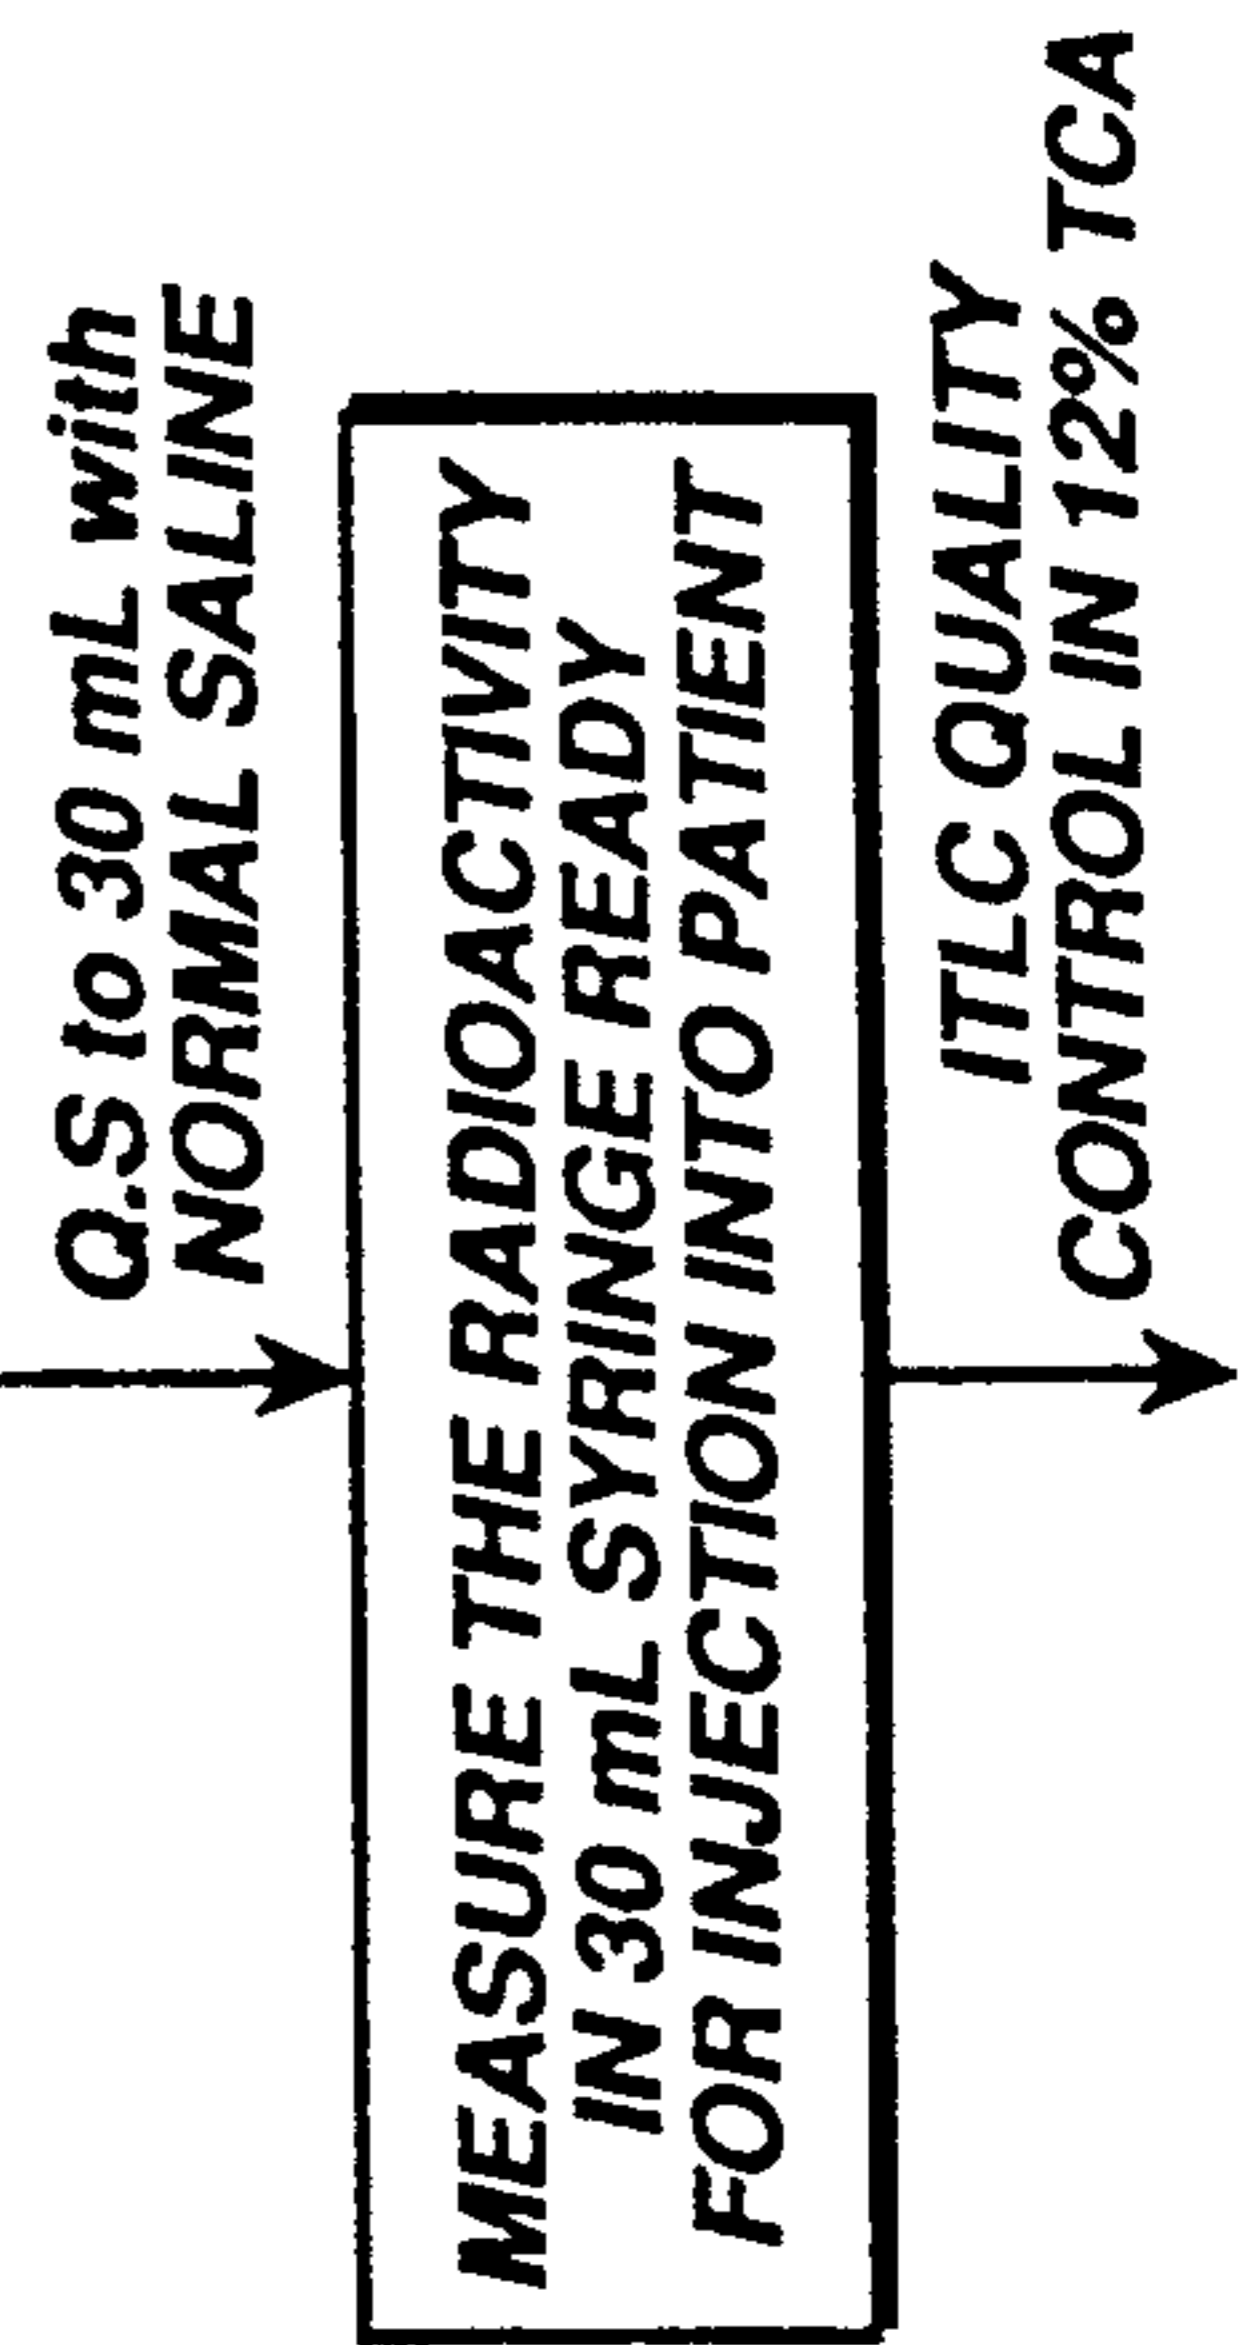 Q.S to 30 mL with
NORMAL SALINE
MEASURE THE RADIOACTIVITY
IN 30 mL SYRINGE READY
FOR INJECTION INTO PATIENT
ITLC QUALITY
CONTROL IN 12% TCA